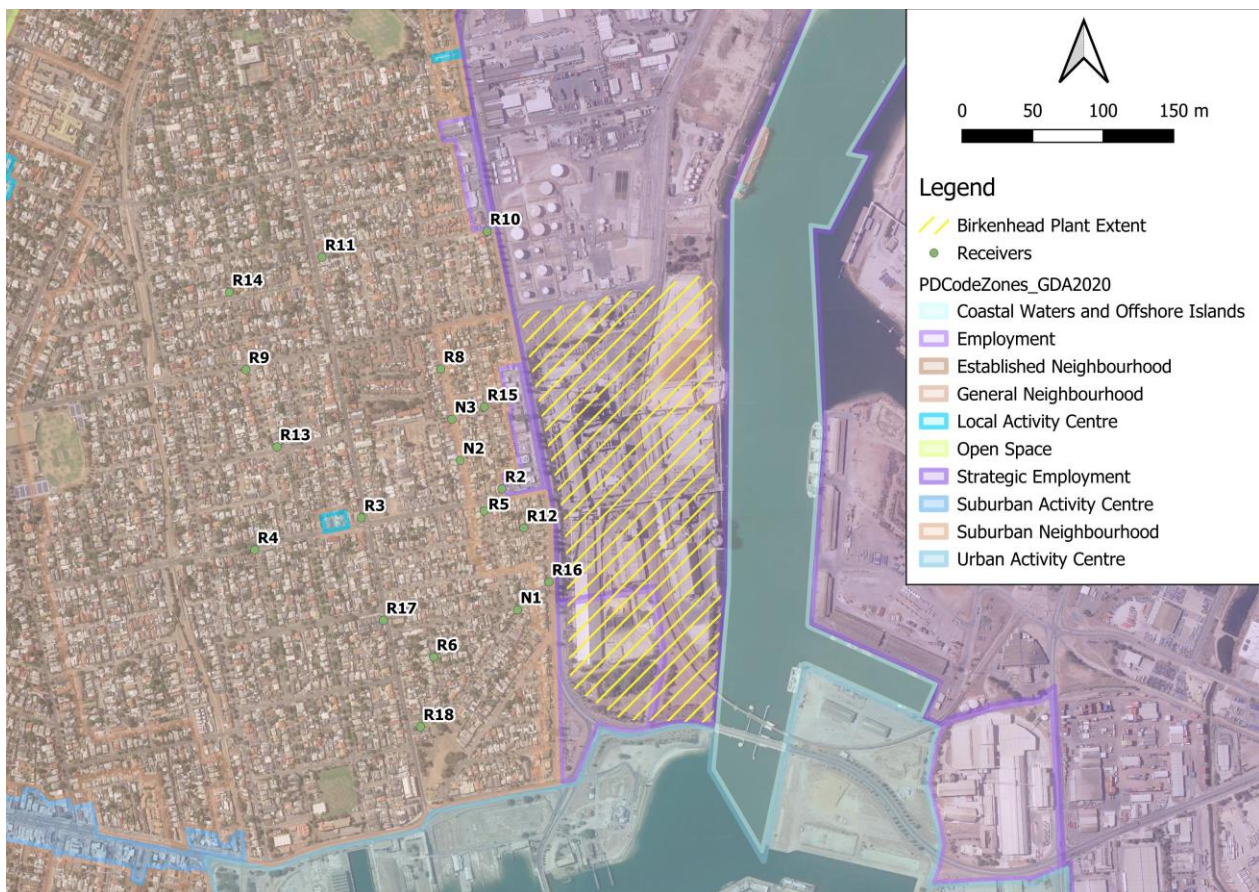 0 50 100 150 m
Legend
Birkenhead Plant Extent
Receivers
PDCodeZones_GDA2020
Coastal Waters and Offshore Islands
Employment
Established Neighbourhood
General Neighbourhood
Local Activity Centre
Open Space
Strategic Employment
Suburban Activity Centre
Suburban Neighbourhood
Urban Activity Centre
R10
R11
R14
R9
R8
R15
N3
R13
N2
R2
R3
R5
R12
R4
R16
N1
R17
R6
R18